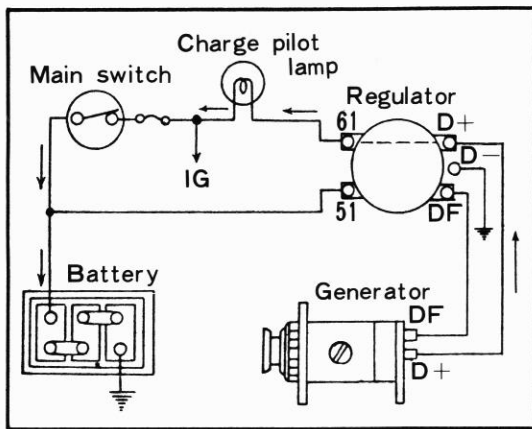 Charge pilot
lamp
Main switch
Regulator
61
D+
D-
IG
51
DF
Battery
Generator
DF
D+